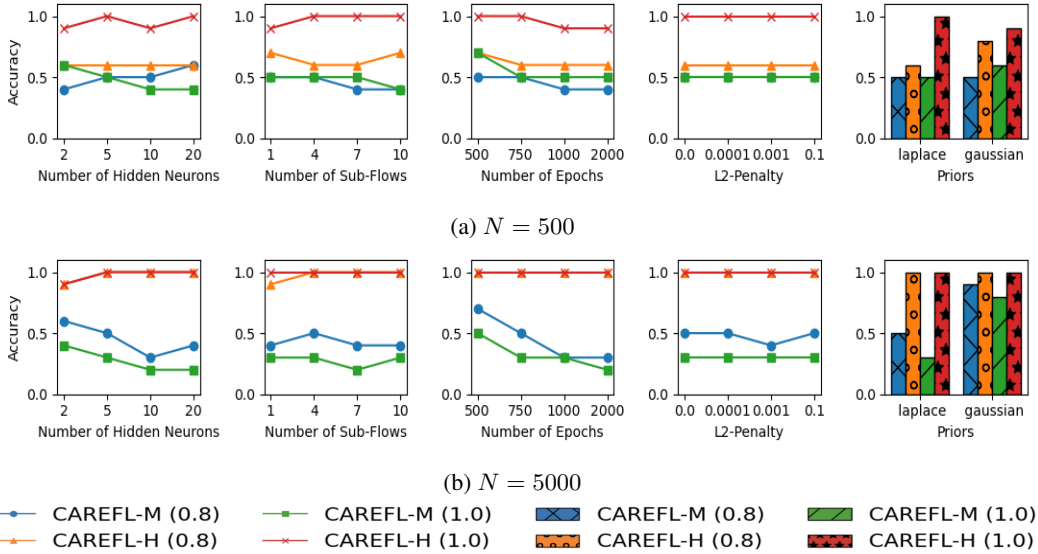 1.0
0.5
0.0
Accuracy
2 5 10 20
1 4 7 10
500 750 1000 2000
0.0 0.0001 0.001 0.1
laplace gaussian
Number of Hidden Neurons
Number of Sub-Flows
Number of Epochs
L2-Penalty
Priors
(a) N = 500
1.0
0.5
0.0
Accuracy
2 5 10 20
1 4 7 10
500 750 1000 2000
0.0 0.0001 0.001 0.1
laplace gaussian
Number of Hidden Neurons
Number of Sub-Flows
Number of Epochs
L2-Penalty
Priors
(b) N = 5000
CAREFL-M (0.8) CAREFL-M (1.0) CAREFL-M (0.8) CAREFL-M (1.0)
CAREFL-H (0.8) CAREFL-H (1.0) CAREFL-H (0.8) CAREFL-H (1.0)